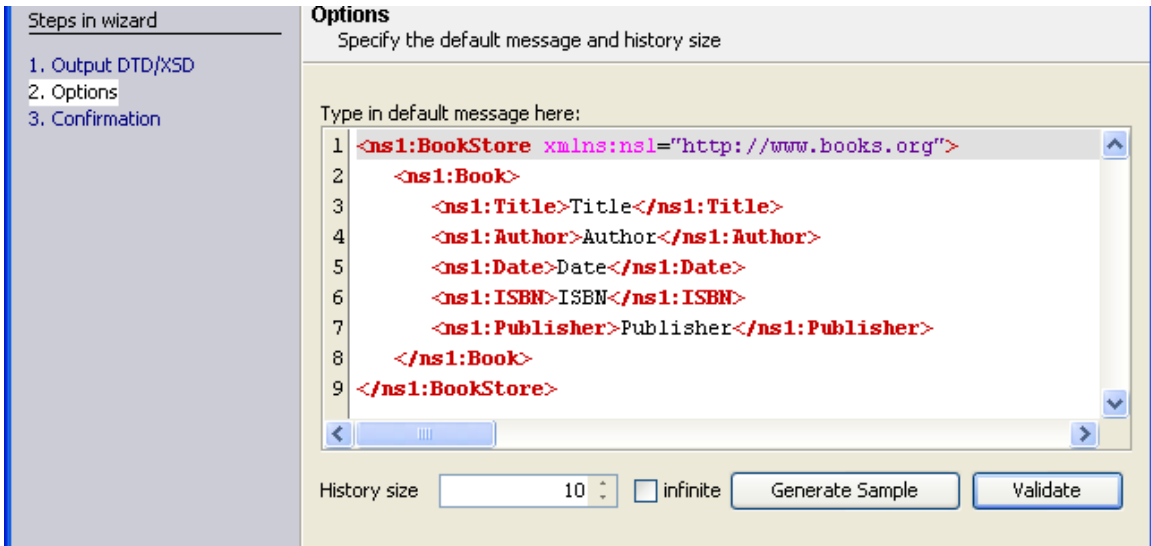 Steps in wizard
1. Output DTD/XSD
2. Options
3. Confirmation
Options
Specify the default message and history size
Type in default message here:
1 <ns1:BookStore xmlns:nsl="http://www.books.org">
2 <ns1:Book>
3 <ns1:Title>Title</ns1:Title>
4 <ns1:Author>Author</ns1:Author>
5 <ns1:Date>Date</ns1:Date>
6 <ns1:ISBN>ISBN</ns1:ISBN>
7 <ns1:Publisher>Publisher</ns1:Publisher>
8 </ns1:Book>
9 </ns1:BookStore>
History size 10 infinite Generate Sample Validate